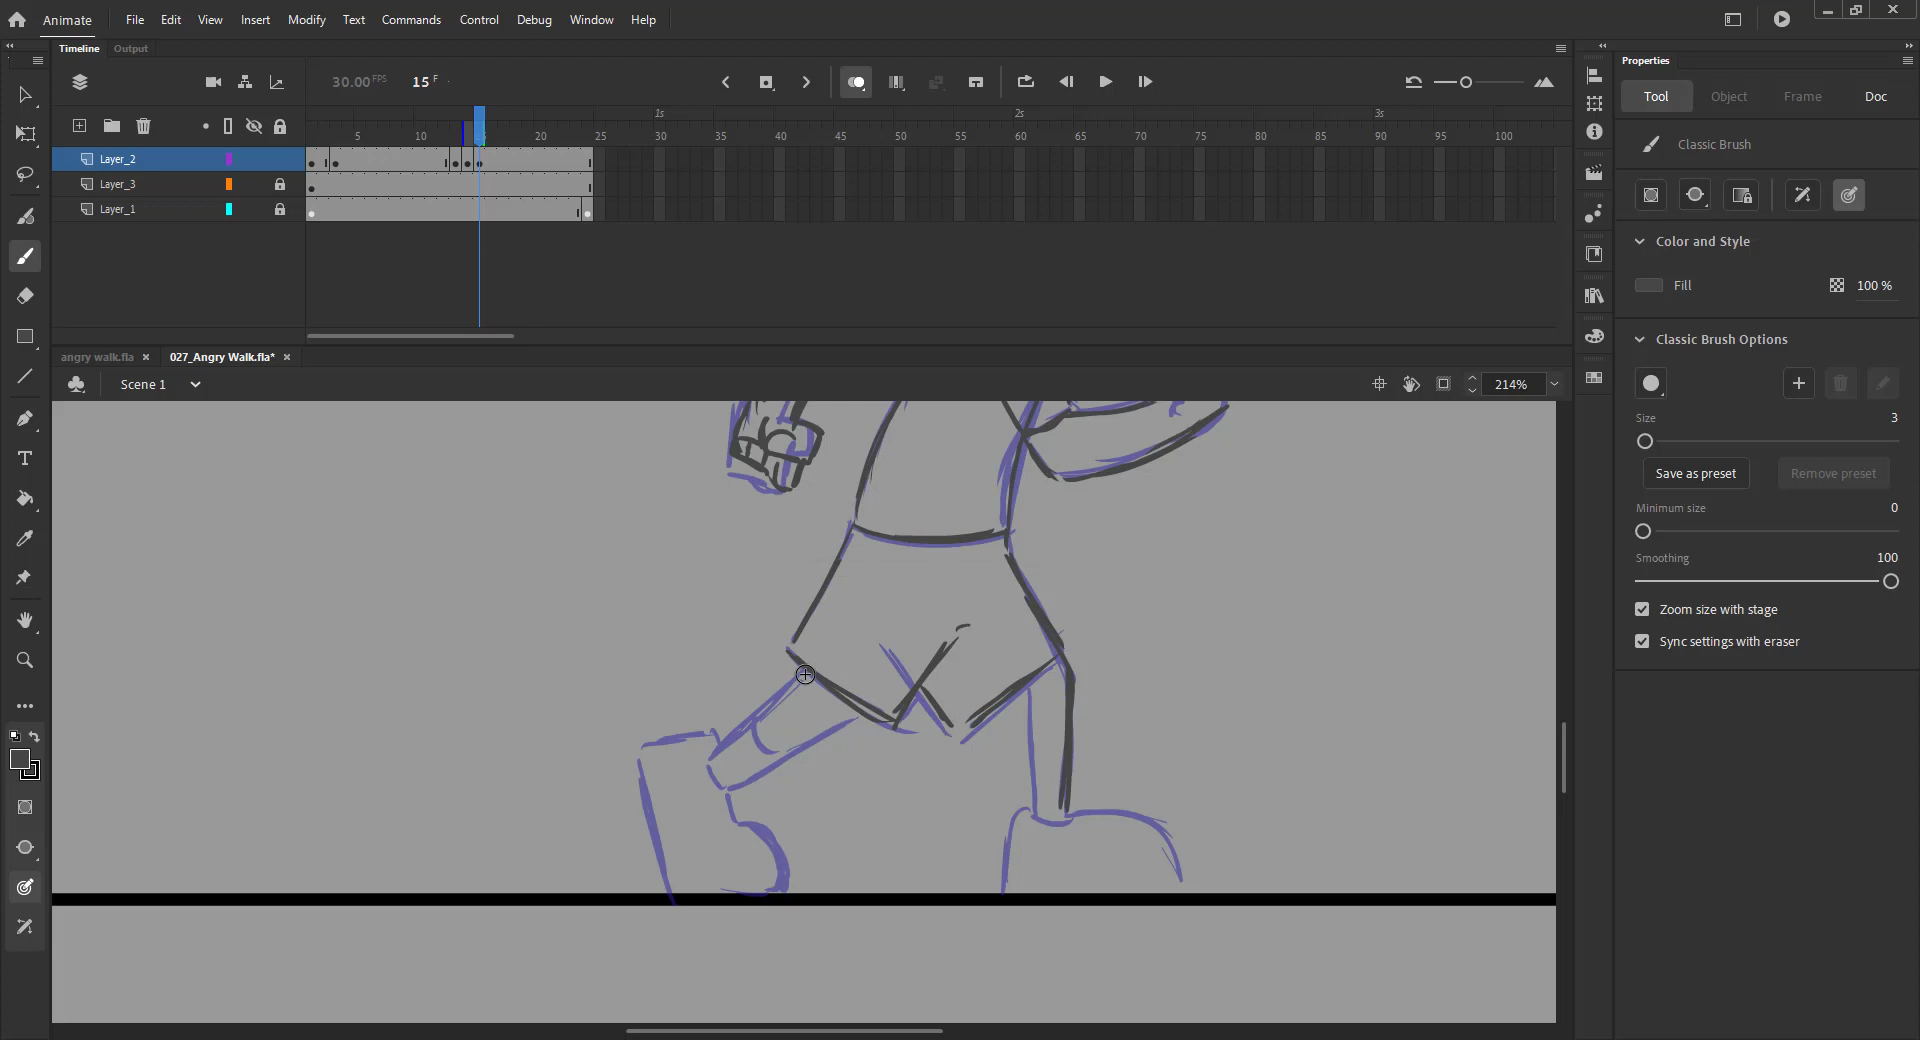 Animate File Edit View Insert Modify Text Commands Control Debug Window Help
Timeline Output
Properties
30.00 FPS 15 F
Tool Object Frame Doc
1s 2s 3s
5 10 20 25 30 35 40 45 50 55 60 65 70 75 80 85 90 95 100
Layer_2
Layer_3
Layer_1
Classic Brush
Color and Style
Fill 100 %
Classic Brush Options
angry walk.fla 027_Angry Walk.fla*
Scene 1 214%
Size 3
Save as preset Remove preset
Minimum size 0
Smoothing 100
Zoom size with stage
Sync settings with eraser